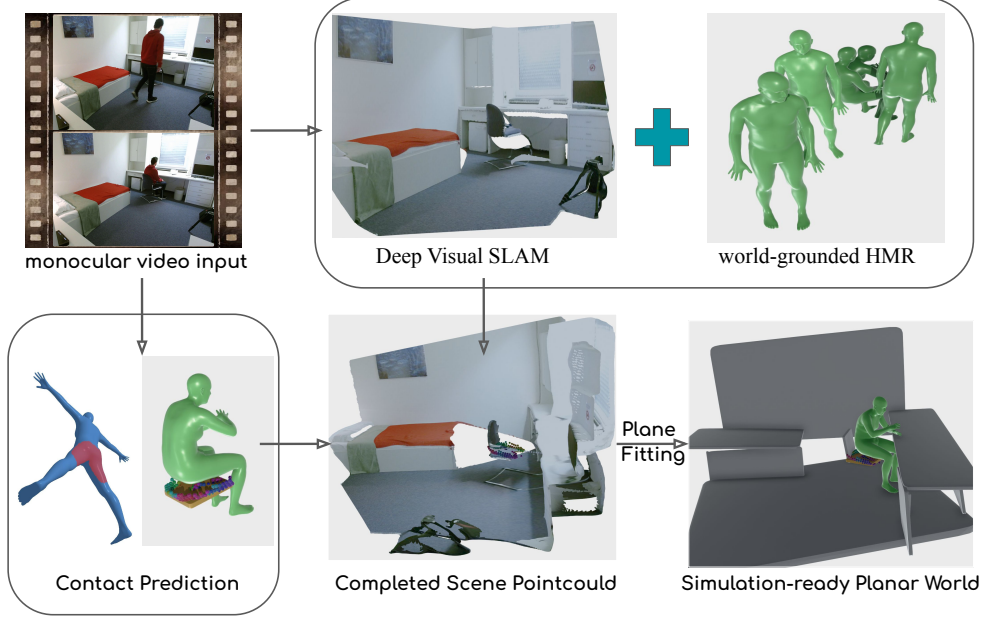 monocular video input
Deep Visual SLAM
world-grounded HMR
Plane
Fitting
Contact Prediction
Completed Scene Pointcould
Simulation-ready Planar World